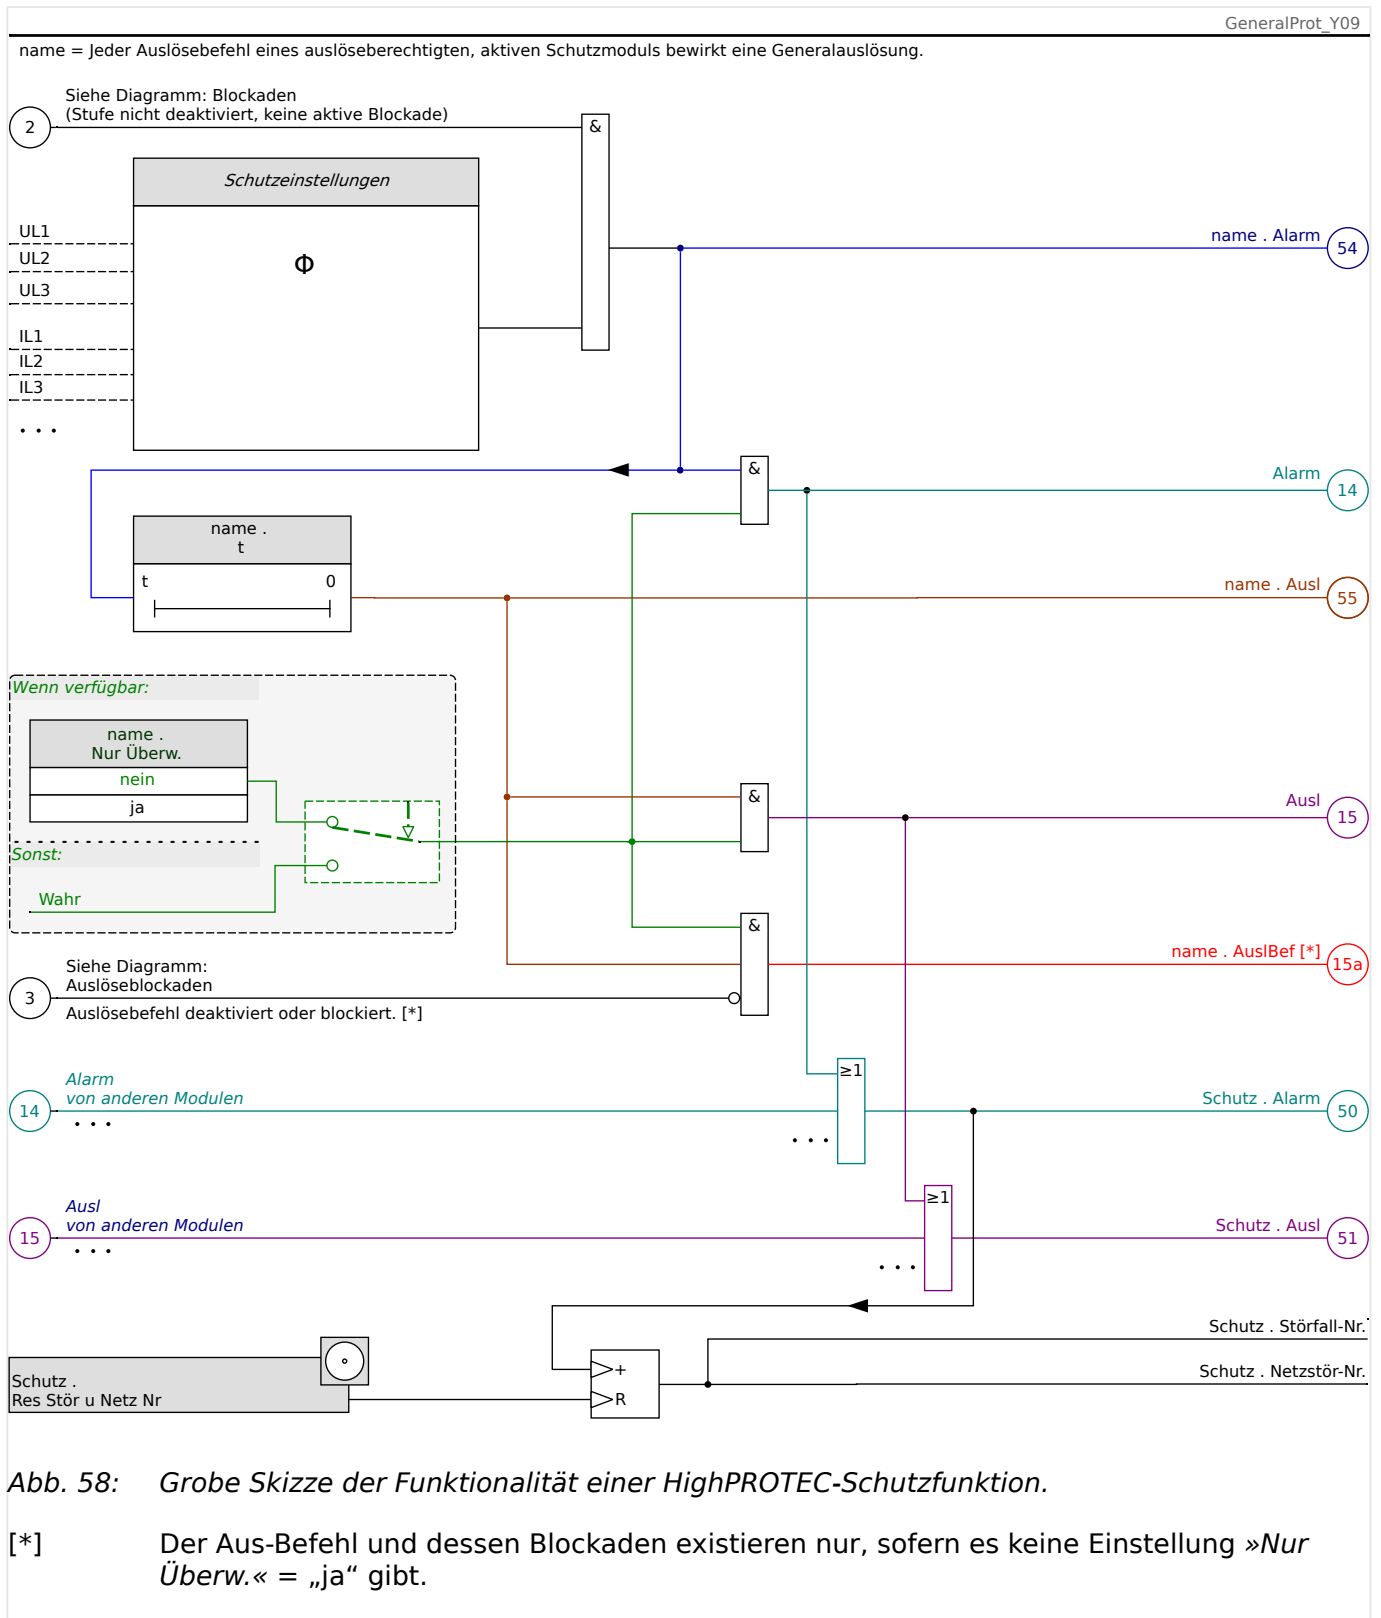 GeneralProt_Y09
name = Jeder Auslösebefehl eines auslöseberechtigten, aktiven Schutzmoduls bewirkt eine Generalauslösung.
Siehe Diagramm: Blockaden
(Stufe nicht deaktiviert, keine aktive Blockade)
2
&
Schutzeinstellungen
Φ
UL1
UL2
UL3
IL1
IL2
IL3
. . .
name . Alarm
54
&
Alarm
14
name .
t
t 0
name . Ausl
55
Wenn verfügbar:
name .
Nur Überw.
nein
ja
Sonst:
Wahr
&
Ausl
15
&
name . AuslBef [*]
15a
Siehe Diagramm:
Auslöseblockaden
3
Auslösebefehl deaktiviert oder blockiert. [*]
Alarm
von anderen Modulen
14
. . .
≥1
. . .
Schutz . Alarm
50
Ausl
von anderen Modulen
15
. . .
≥1
. . .
Schutz . Ausl
51
Schutz . Störfall-Nr.
Schutz . Netzstör-Nr.
+
R
Schutz .
Res Stör u Netz Nr
Abb. 58: Grobe Skizze der Funktionalität einer HighPROTEC-Schutzfunktion.
[*] Der Aus-Befehl und dessen Blockaden existieren nur, sofern es keine Einstellung »Nur
Überw.« = „ja“ gibt.